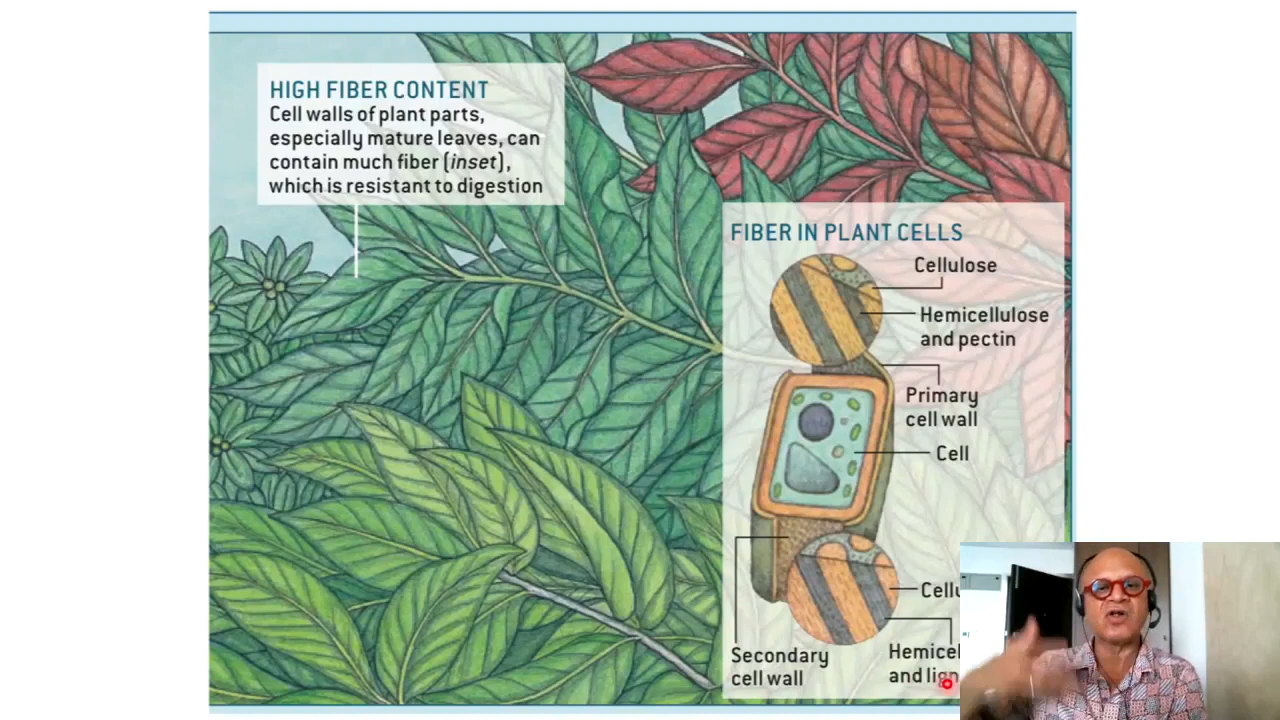 HIGH FIBER CONTENT
Cell walls of plant parts,
especially mature leaves, can
contain much fiber (inset),
which is resistant to digestion
FIBER IN PLANT CELLS
Cellulose
Hemicellulose
and pectin
Primary
cell wall
Cell
Secondary
cell wall
and